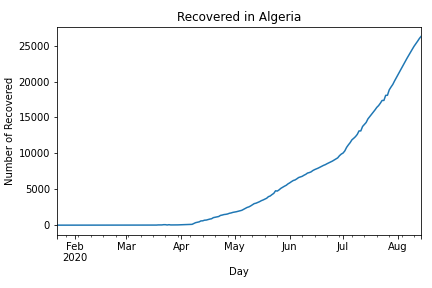 Recovered in Algeria
Number of Recovered
25000
20000
15000
10000
5000
0
Feb Mar Apr May Jun Jul Aug
2020
Day